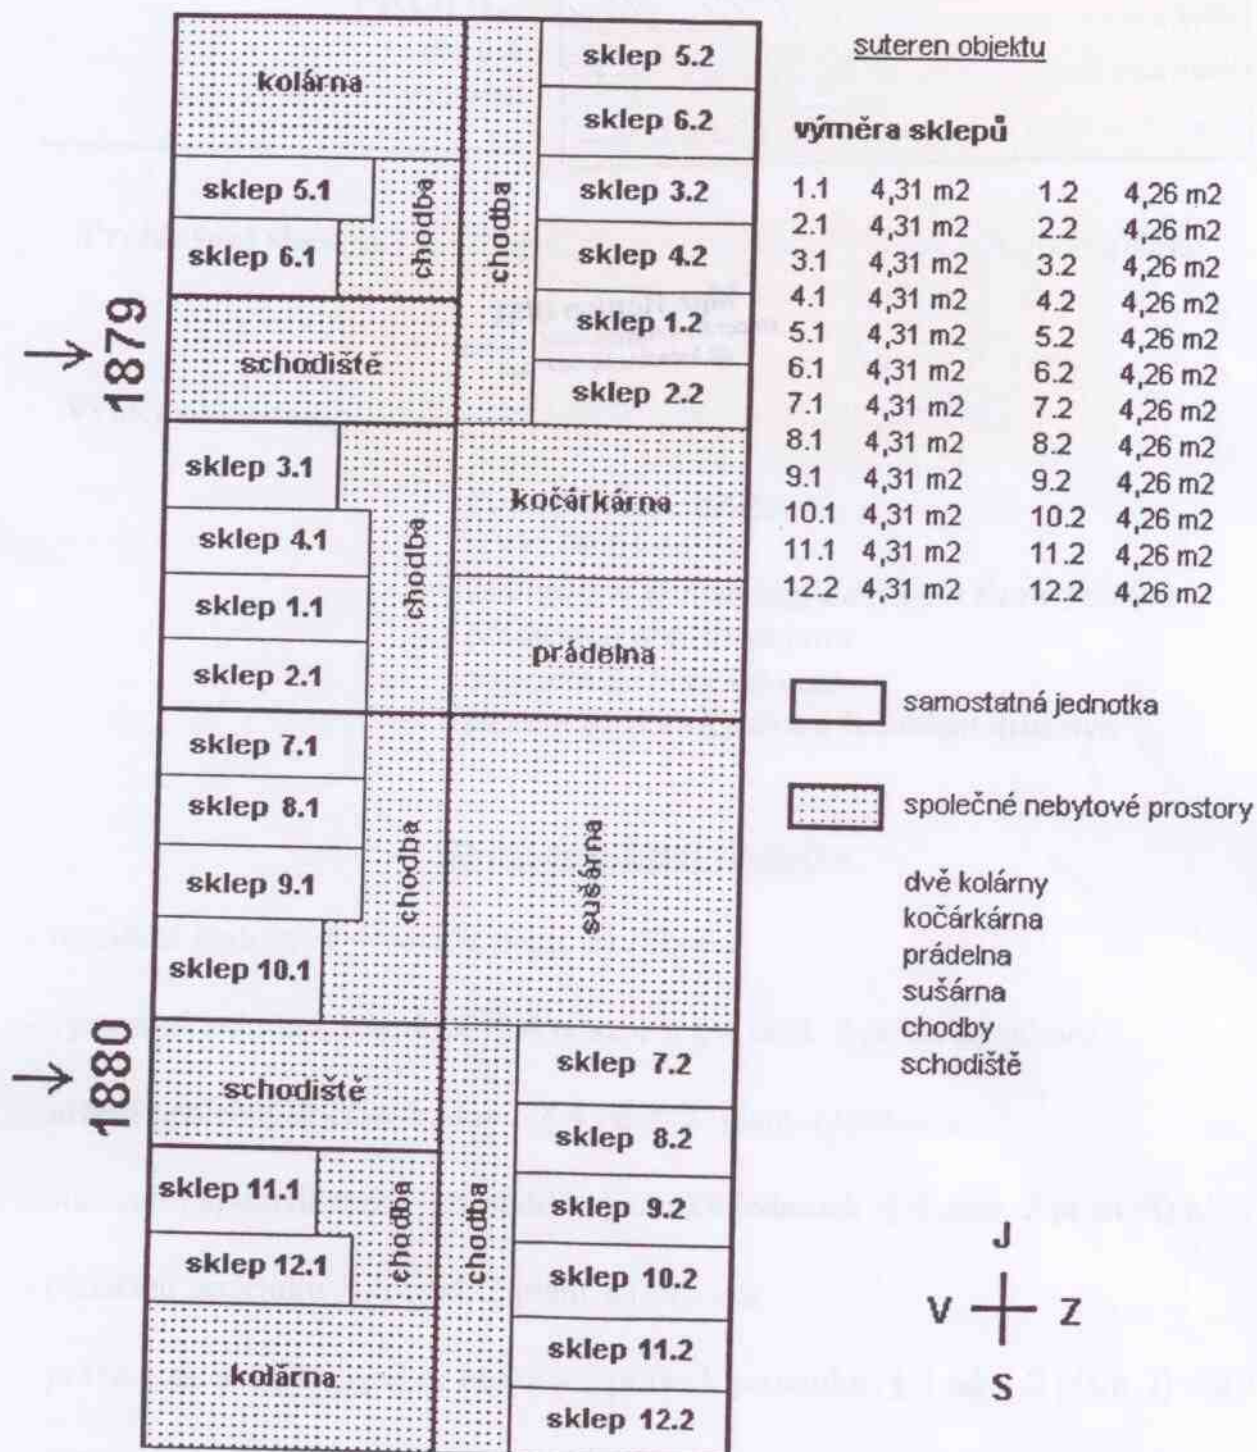 suteren objektu
výměra sklepů
1.1 4,31 m2 1.2 4,26 m2
2.1 4,31 m2 2.2 4,26 m2
3.1 4,31 m2 3.2 4,26 m2
4.1 4,31 m2 4.2 4,26 m2
5.1 4,31 m2 5.2 4,26 m2
6.1 4,31 m2 6.2 4,26 m2
7.1 4,31 m2 7.2 4,26 m2
8.1 4,31 m2 8.2 4,26 m2
9.1 4,31 m2 9.2 4,26 m2
10.1 4,31 m2 10.2 4,26 m2
11.1 4,31 m2 11.2 4,26 m2
12.2 4,31 m2 12.2 4,26 m2
samostatná jednotka
společné nebytové prostory
dvě kolárny
kočárkárna
prádelna
sušárna
chodby
schodiště
J
V Z
S
1879
kolárna
sklep 5.1
sklep 6.1
chodba
schodiště
sklep 3.1
sklep 4.1
sklep 1.1
sklep 2.1
chodba
chodba
sklep 5.2
sklep 6.2
sklep 3.2
sklep 4.2
sklep 1.2
sklep 2.2
kočárkárna
prádelna
1880
sklep 7.1
sklep 8.1
sklep 9.1
sklep 10.1
chodba
sušárna
schodiště
sklep 11.1
sklep 12.1
chodba
kolárna
chodba
sklep 7.2
sklep 8.2
sklep 9.2
sklep 10.2
sklep 11.2
sklep 12.2